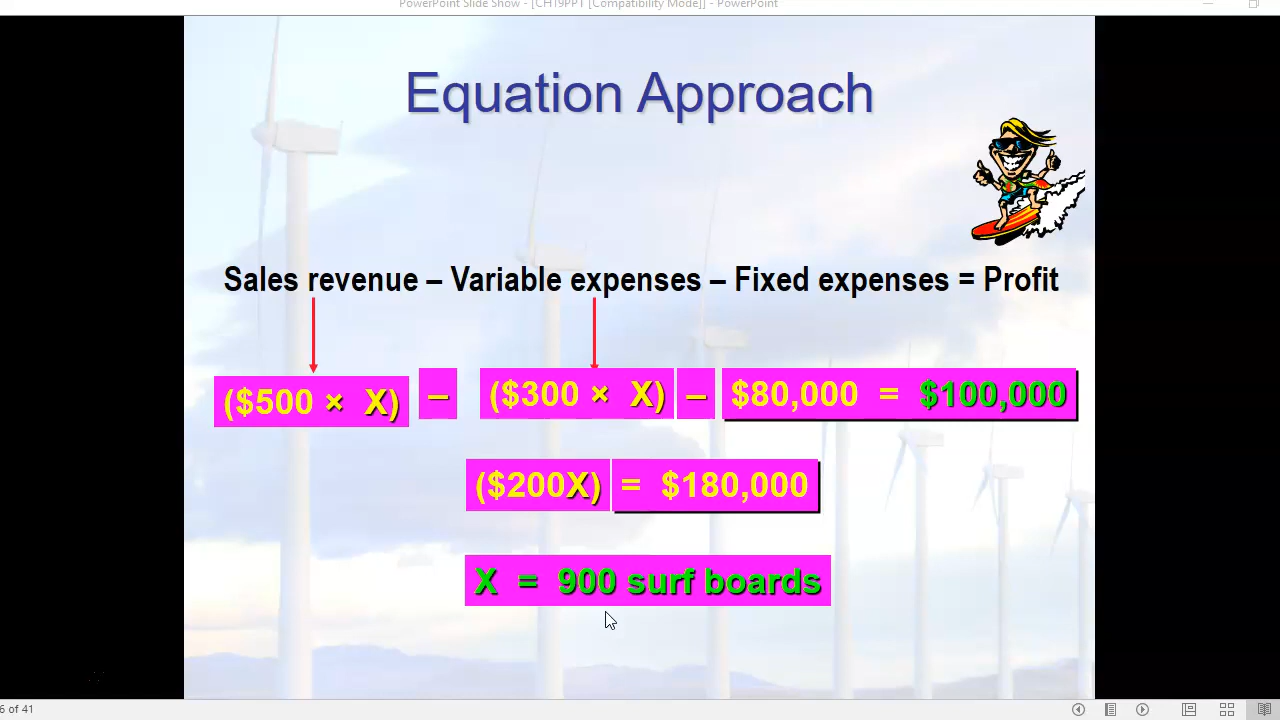 PowerPoint Slide Show - [CH19PPT [Compatibility Mode]] - PowerPoint
Equation Approach
Sales revenue – Variable expenses – Fixed expenses = Profit
($500 × X) – ($300 × X) – $80,000 = $100,000
($200X) = $180,000
X = 900 surf boards
6 of 41